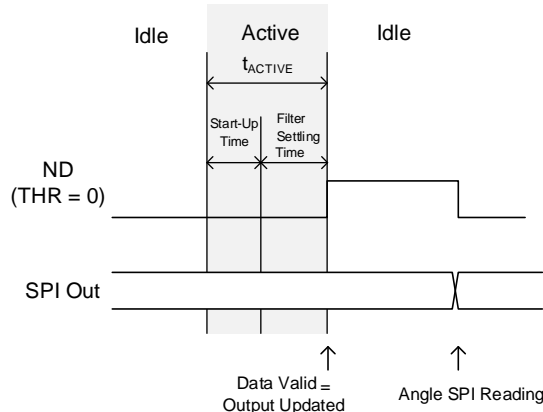 Idle
Active
Idle
tACTIVE
Start-Up
Time
Filter
Settling
Time
ND
(THR = 0)
SPI Out
Data Valid =
Output Updated
Angle SPI Reading